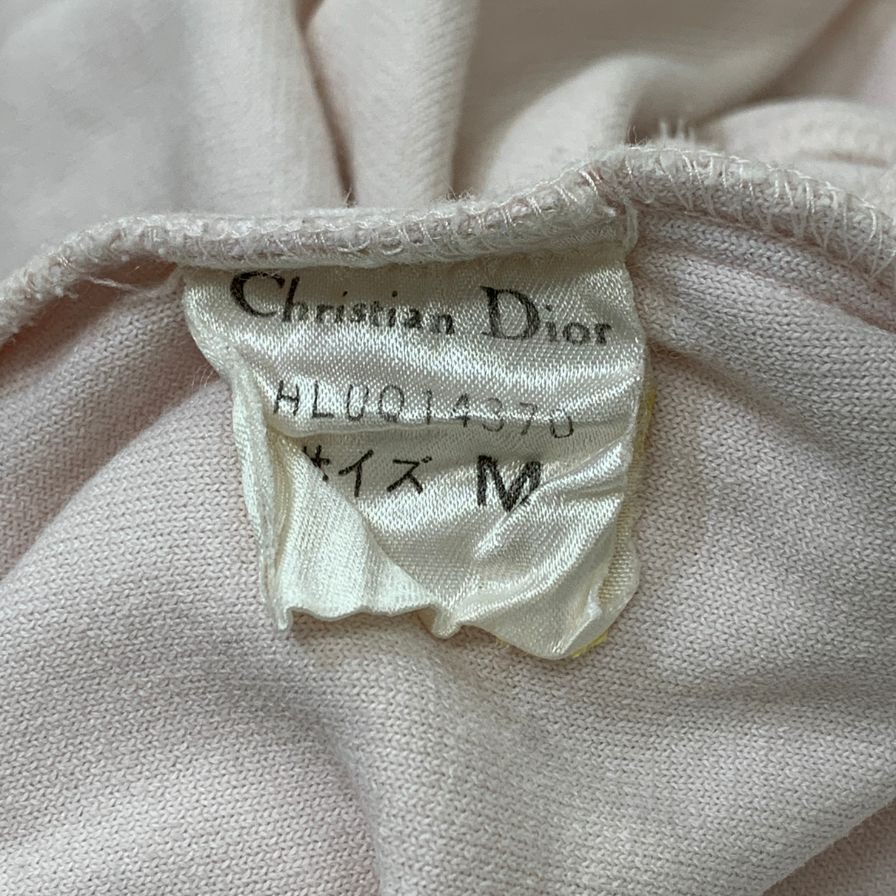 Christian Dior
HLUQ14370
サイズ M